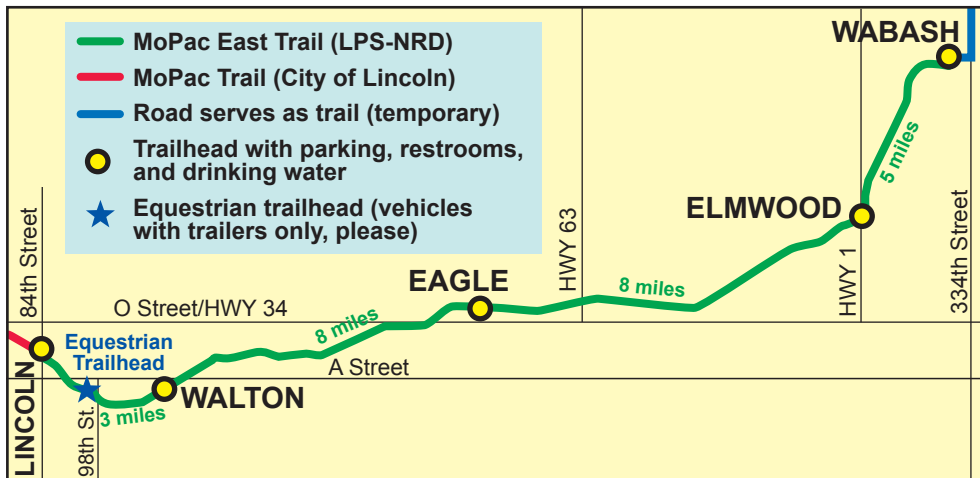 MoPac East Trail (LPS-NRD)
MoPac Trail (City of Lincoln)
Road serves as trail (temporary)
Trailhead with parking, restrooms,
and drinking water
Equestrian trailhead (vehicles
with trailers only, please)
WABASH
5 miles
ELMWOOD
HWY 63
HWY 1
334th Street
84th Street
EAGLE
8 miles
O Street/HWY 34
8 miles
Equestrian
Trailhead
A Street
LINCOLN
WALTON
3 miles
98th St.